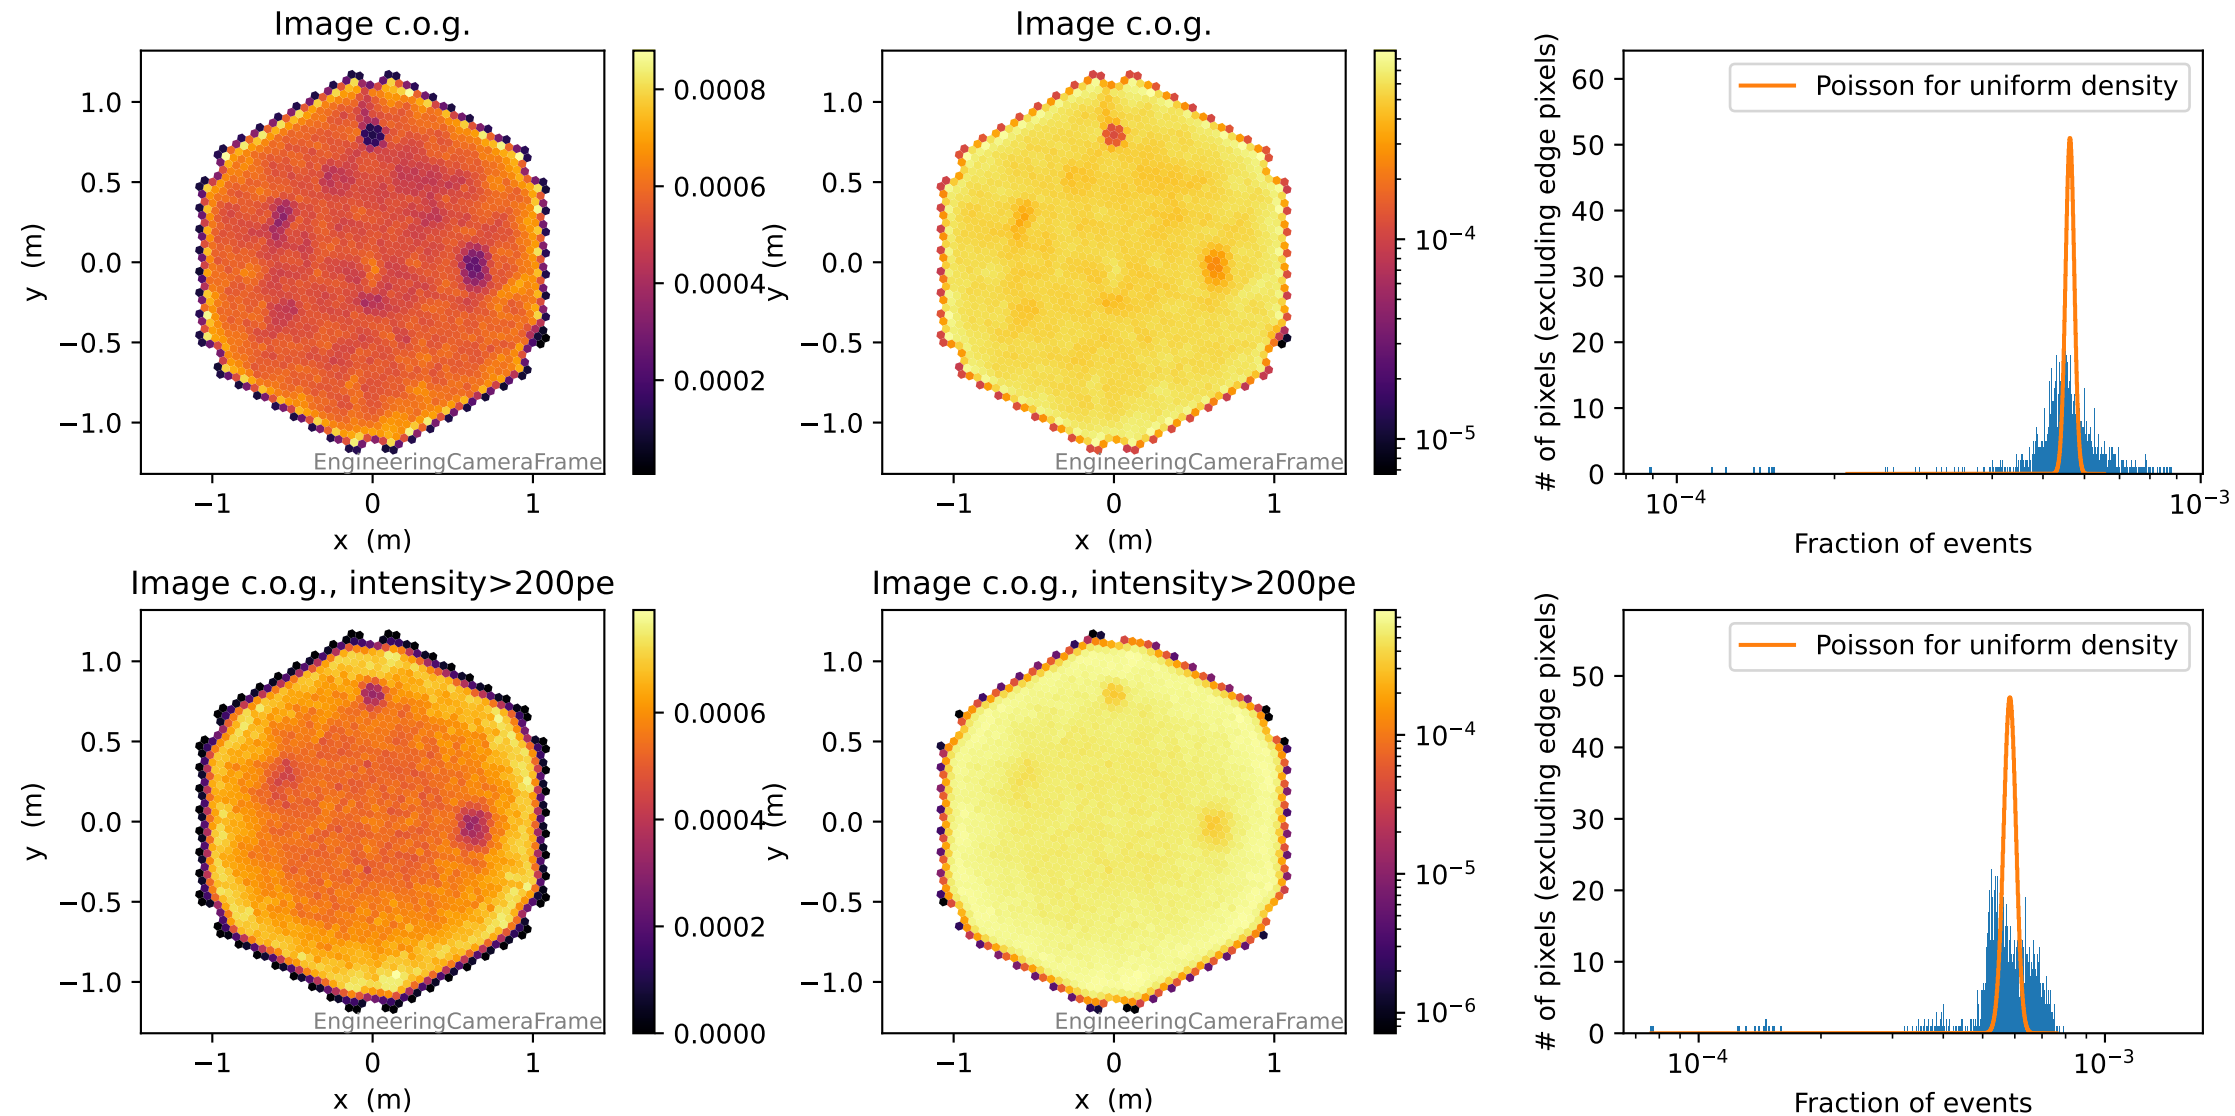 Image c.o.g.
1.0
0.5
0.0
−0.5
−1.0
y (m)
−1
0
1
x (m)
EngineeringCameraFrame
0.0008
0.0006
0.0004
0.0002
Image c.o.g.
1.0
0.5
0.0
−0.5
−1.0
y (m)
−1
0
1
x (m)
EngineeringCameraFrame
10⁻⁴
10⁻⁵
Poisson for uniform density
60
50
40
30
20
10
0
# of pixels (excluding edge pixels)
10⁻⁴
10⁻³
Fraction of events
Image c.o.g., intensity>200pe
1.0
0.5
0.0
−0.5
−1.0
y (m)
−1
0
1
x (m)
EngineeringCameraFrame
0.0006
0.0004
0.0002
0.0000
Image c.o.g., intensity>200pe
1.0
0.5
0.0
−0.5
−1.0
y (m)
−1
0
1
x (m)
EngineeringCameraFrame
10⁻⁴
10⁻⁵
10⁻⁶
Poisson for uniform density
50
40
30
20
10
0
# of pixels (excluding edge pixels)
10⁻⁴
10⁻³
Fraction of events